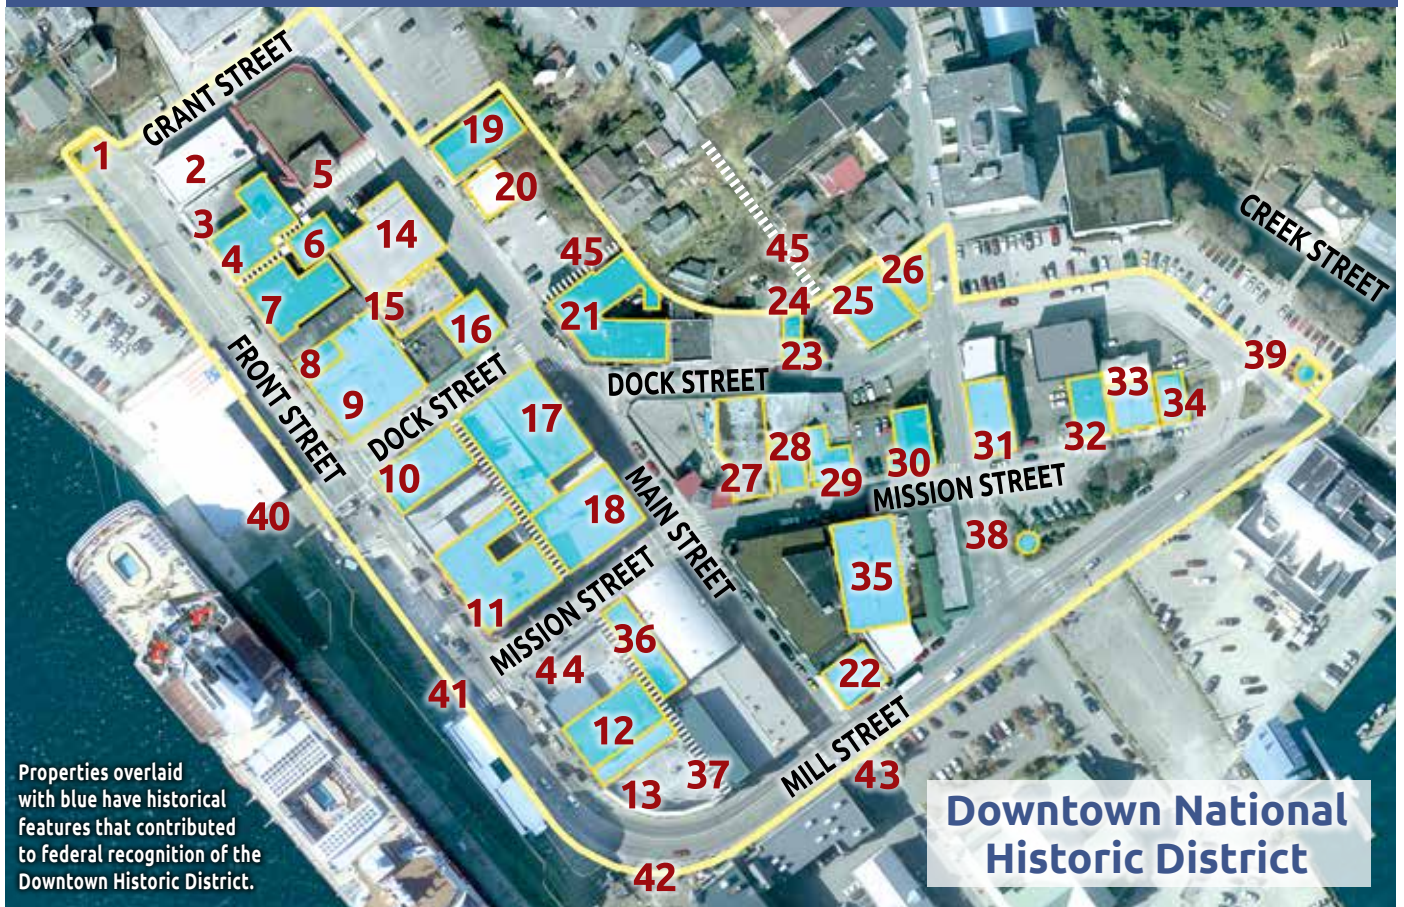 GRANT STREET
1
2
3
4
5
6
7
8
9
14
15
16
19
20
45
21
45
24
23
25
26
CREEK STREET
39
FRONT STREET
DOCK STREET
DOCK STREET
10
17
18
11
MAIN STREET
27
28
29
30
31
32
33
34
MISSION STREET
38
35
22
40
41
MISSION STREET
44
36
12
13
37
MILL STREET
43
42
Properties overlaid
with blue have historical
features that contributed
to federal recognition of the
Downtown Historic District.
Downtown National
Historic District